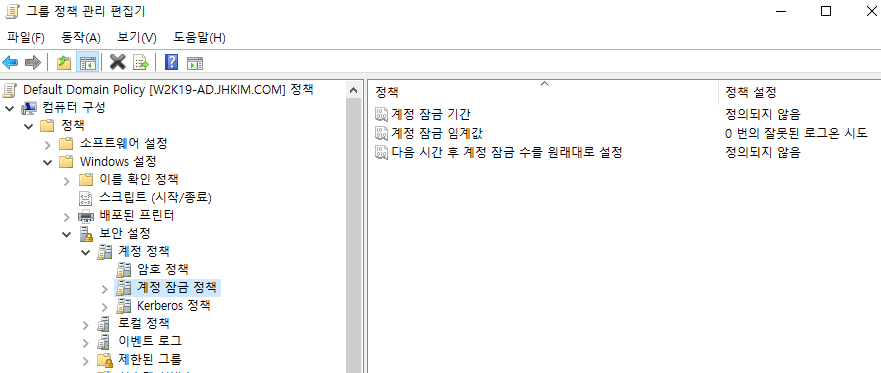 그룹 정책 관리 편집기
파일(F) 동작(A) 보기(V) 도움말(H)
Default Domain Policy [W2K19-AD.JHKIM.COM] 정책
컴퓨터 구성
정책
소프트웨어 설정
Windows 설정
이름 확인 정책
스크립트 (시작/종료)
배포된 프린터
보안 설정
계정 정책
암호 정책
계정 잠금 정책
Kerberos 정책
로컬 정책
이벤트 로그
제한된 그룹
정책 정책 설정
계정 잠금 기간 정의되지 않음
계정 잠금 임계값 0 번의 잘못된 로그온 시도
다음 시간 후 계정 잠금 수를 원래대로 설정 정의되지 않음